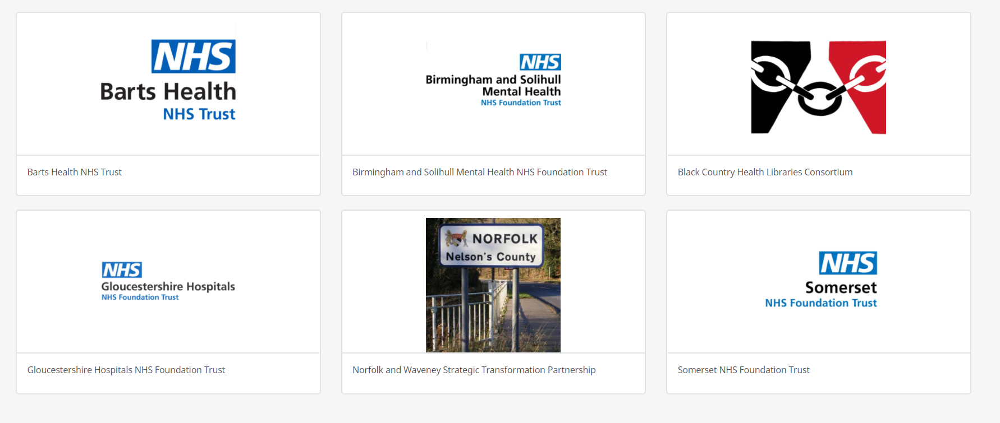 NHS
Barts Health
NHS Trust
Barts Health NHS Trust
NHS
Birmingham and Solihull
Mental Health
NHS Foundation Trust
Birmingham and Solihull Mental Health NHS Foundation Trust
Black Country Health Libraries Consortium
NHS
Gloucestershire Hospitals
NHS Foundation Trust
Gloucestershire Hospitals NHS Foundation Trust
NORFOLK
Nelson's County
Norfolk and Waveney Strategic Transformation Partnership
NHS
Somerset
NHS Foundation Trust
Somerset NHS Foundation Trust